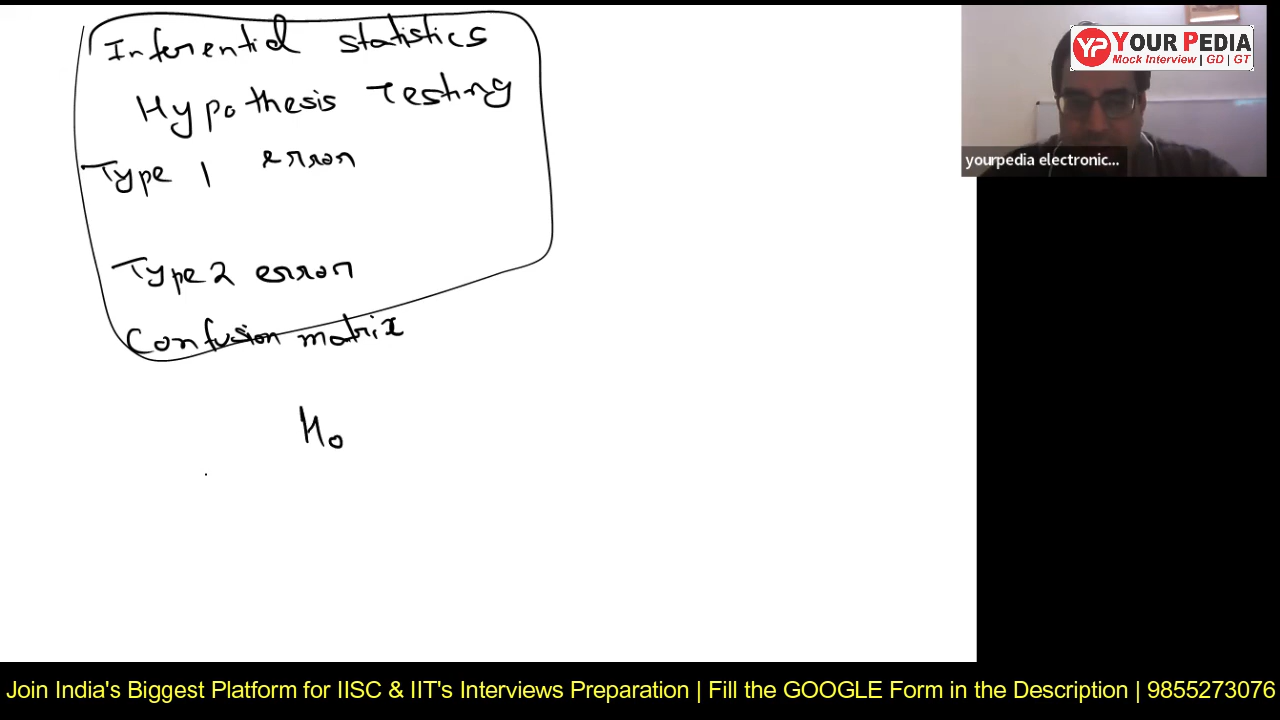 Inferential statistics
Hypothesis Testing
Type 1 error
Type 2 error
Confusion matrix
H₀
YP YOUR PEDIA
Mock Interview | GD | GT
yourpedia electronic...
Join India's Biggest Platform for IISC & IIT's Interviews Preparation | Fill the GOOGLE Form in the Description | 9855273076